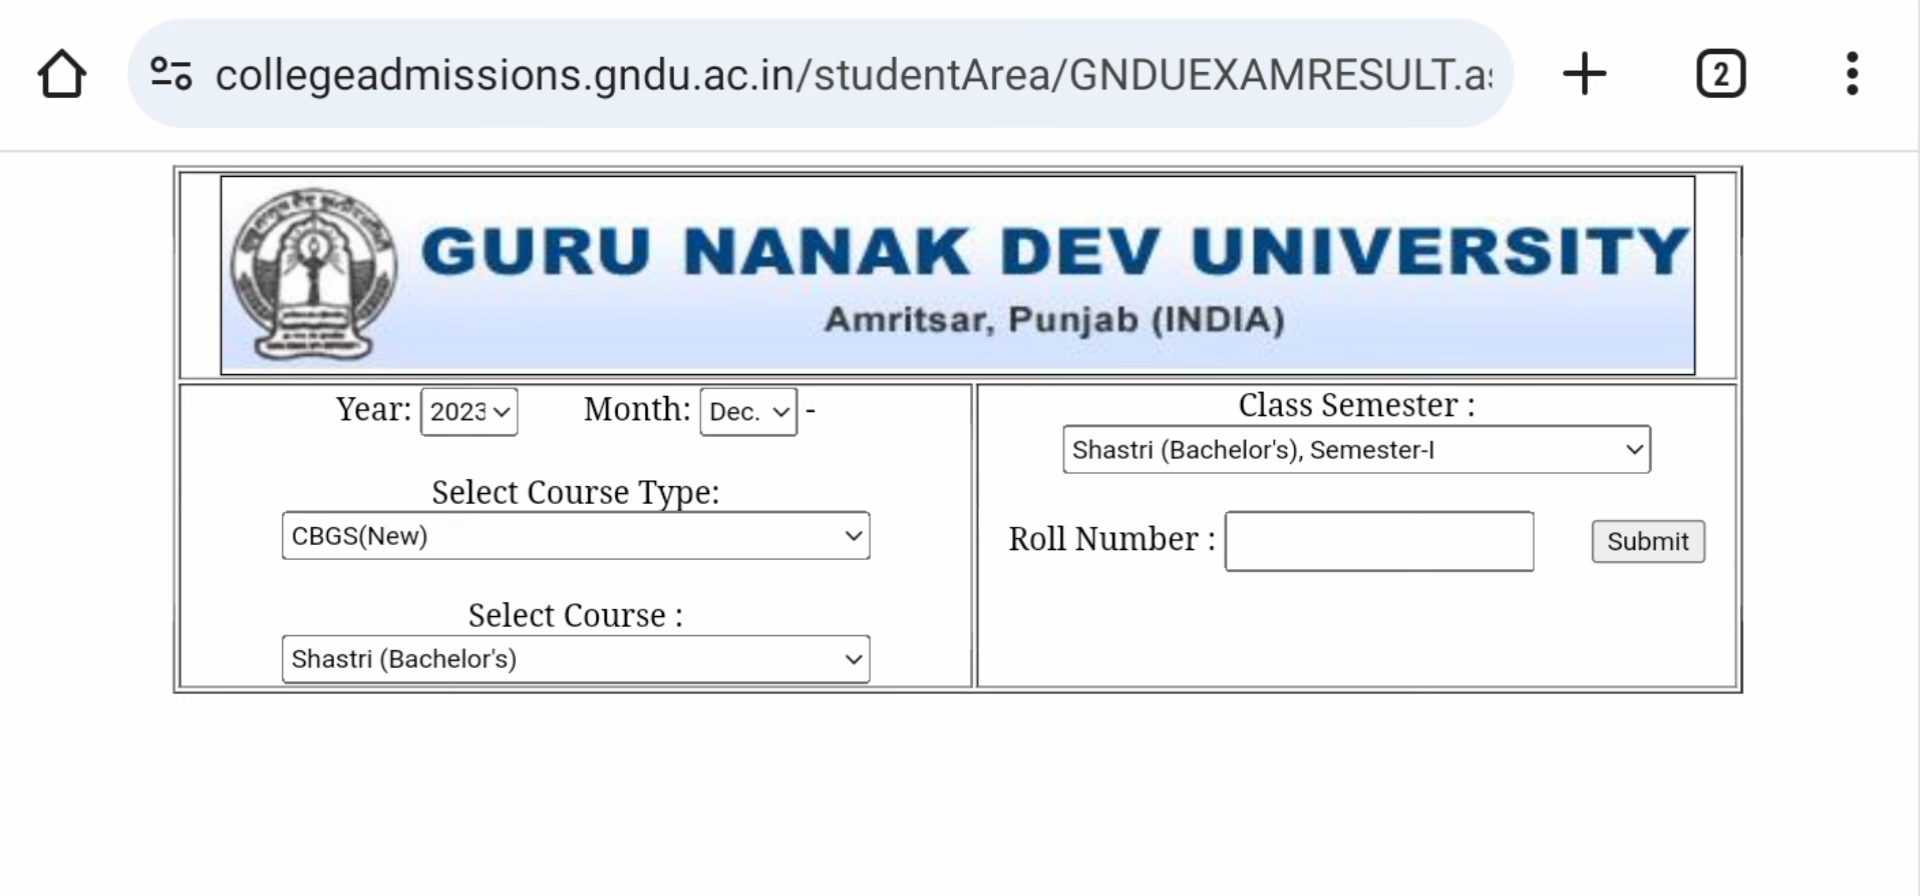 collegeadmissions.gndu.ac.in/studentArea/GNDUEXAMRESULT.as
2
GURU NANAK DEV UNIVERSITY
Amritsar, Punjab (INDIA)
Year: 2023 Month: Dec. -
Select Course Type:
CBGS(New)
Select Course :
Shastri (Bachelor's)
Class Semester :
Shastri (Bachelor's), Semester-I
Roll Number : Submit